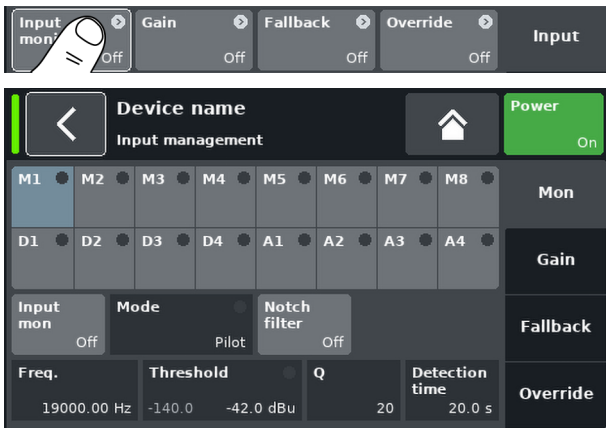 Input Gain Fallback Override Input
moni
Off Off Off Off
Device name Power
Input management On
M1 M2 M3 M4 M5 M6 M7 M8 Mon
D1 D2 D3 D4 A1 A2 A3 A4 Gain
Input Mode Notch
mon filter Fallback
Off Pilot Off
Freq. Threshold Q Detection
time Override
19000.00 Hz -140.0 -42.0 dBu 20 20.0 s